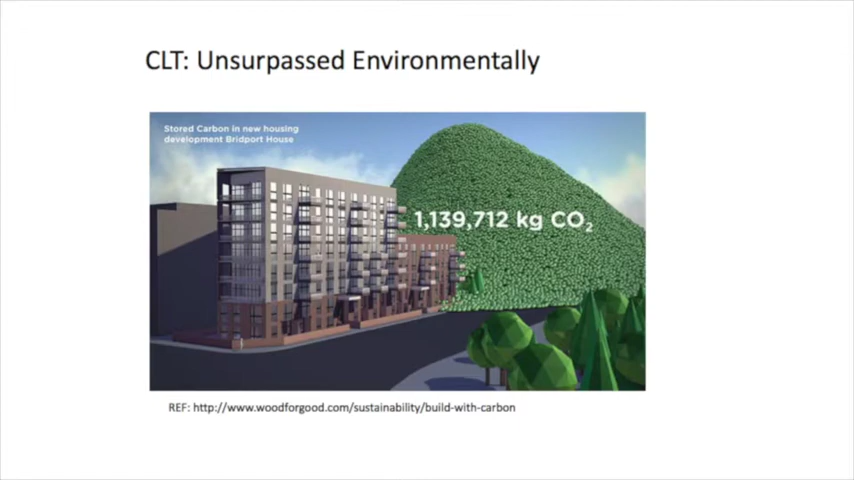 CLT: Unsurpassed Environmentally
Stored Carbon in new housing
development Bridport House
1,139,712 kg CO₂
REF: http://www.woodforgood.com/sustainability/build-with-carbon